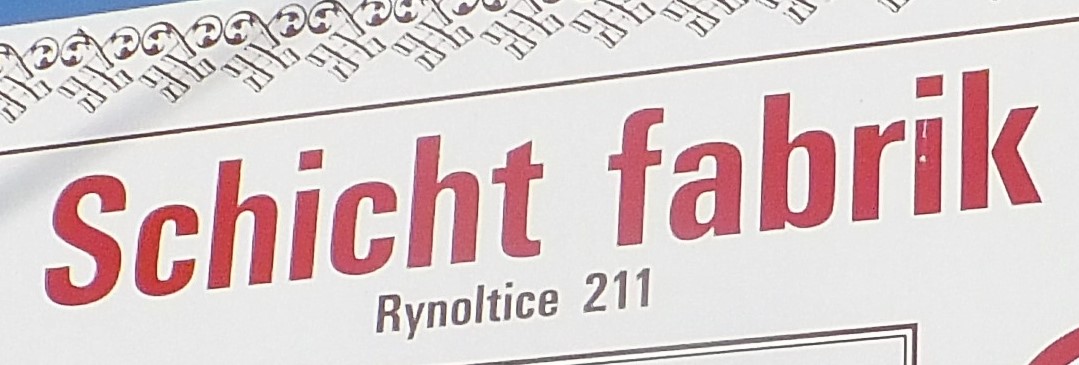 Schicht fabrik
Rynoltice 211